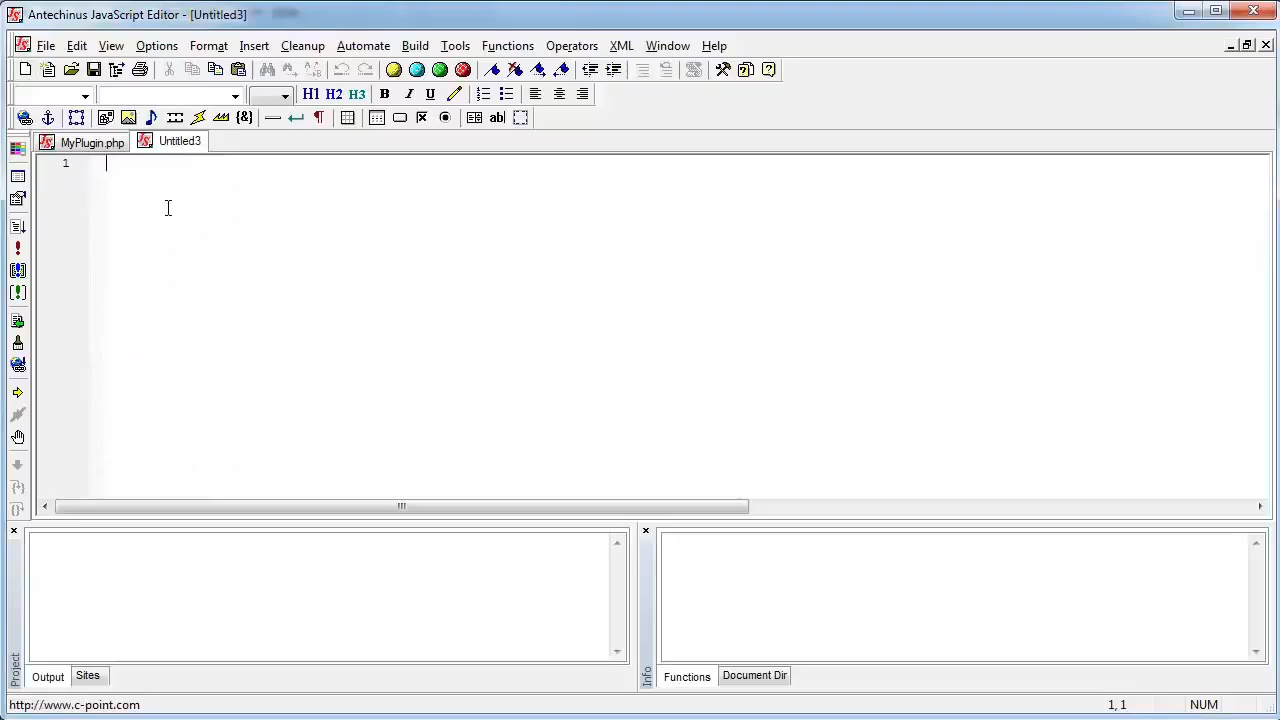 Antechinus JavaScript Editor - [Untitled3]
File Edit View Options Format Insert Cleanup Automate Build Tools Functions Operators XML Window Help
H1 H2 H3 B I U
ab|
MyPlugin.php Untitled3
1
Project
Output Sites
Info
Functions Document Dir
http://www.c-point.com 1, 1 NUM